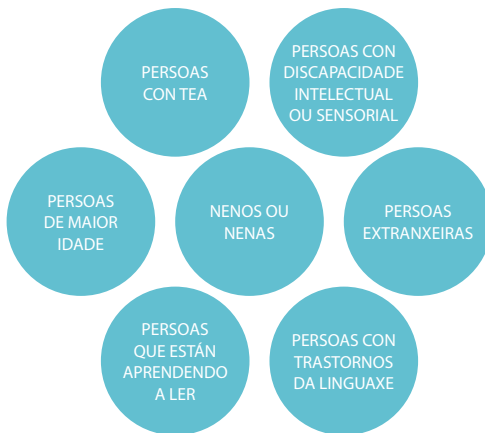 PERSOAS
CON TEA
PERSOAS CON
DISCAPACIDADE
INTELECTUAL
OU SENSORIAL
PERSOAS
DE MAIOR
IDADE
NENOS OU
NENAS
PERSOAS
EXTRANXEIRAS
PERSOAS
QUE ESTÁN
APRENDENDO
A LER
PERSOAS CON
TRASTORNOS
DA LINGUAXE